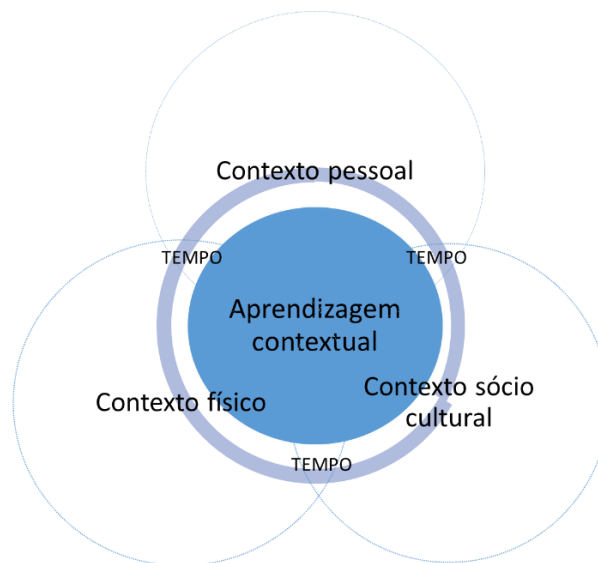 Contexto pessoal
TEMPO
TEMPO
Aprendizagem
contextual
Contexto físico
Contexto sócio
cultural
TEMPO